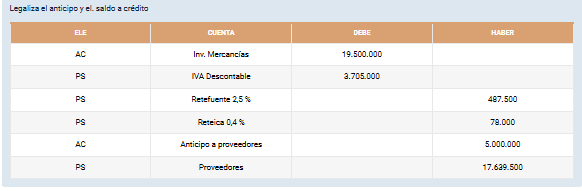 Legaliza el anticipo y el. saldo a crédito
ELE CUENTA DEBE HABER
AC Inv. Mercancías 19.500.000
PS IVA Descontable 3.705.000
PS Retefuente 2,5 % 487.500
PS Reteica 0,4 % 78.000
AC Anticipo a proveedores 5.000.000
PS Proveedores 17.639.500